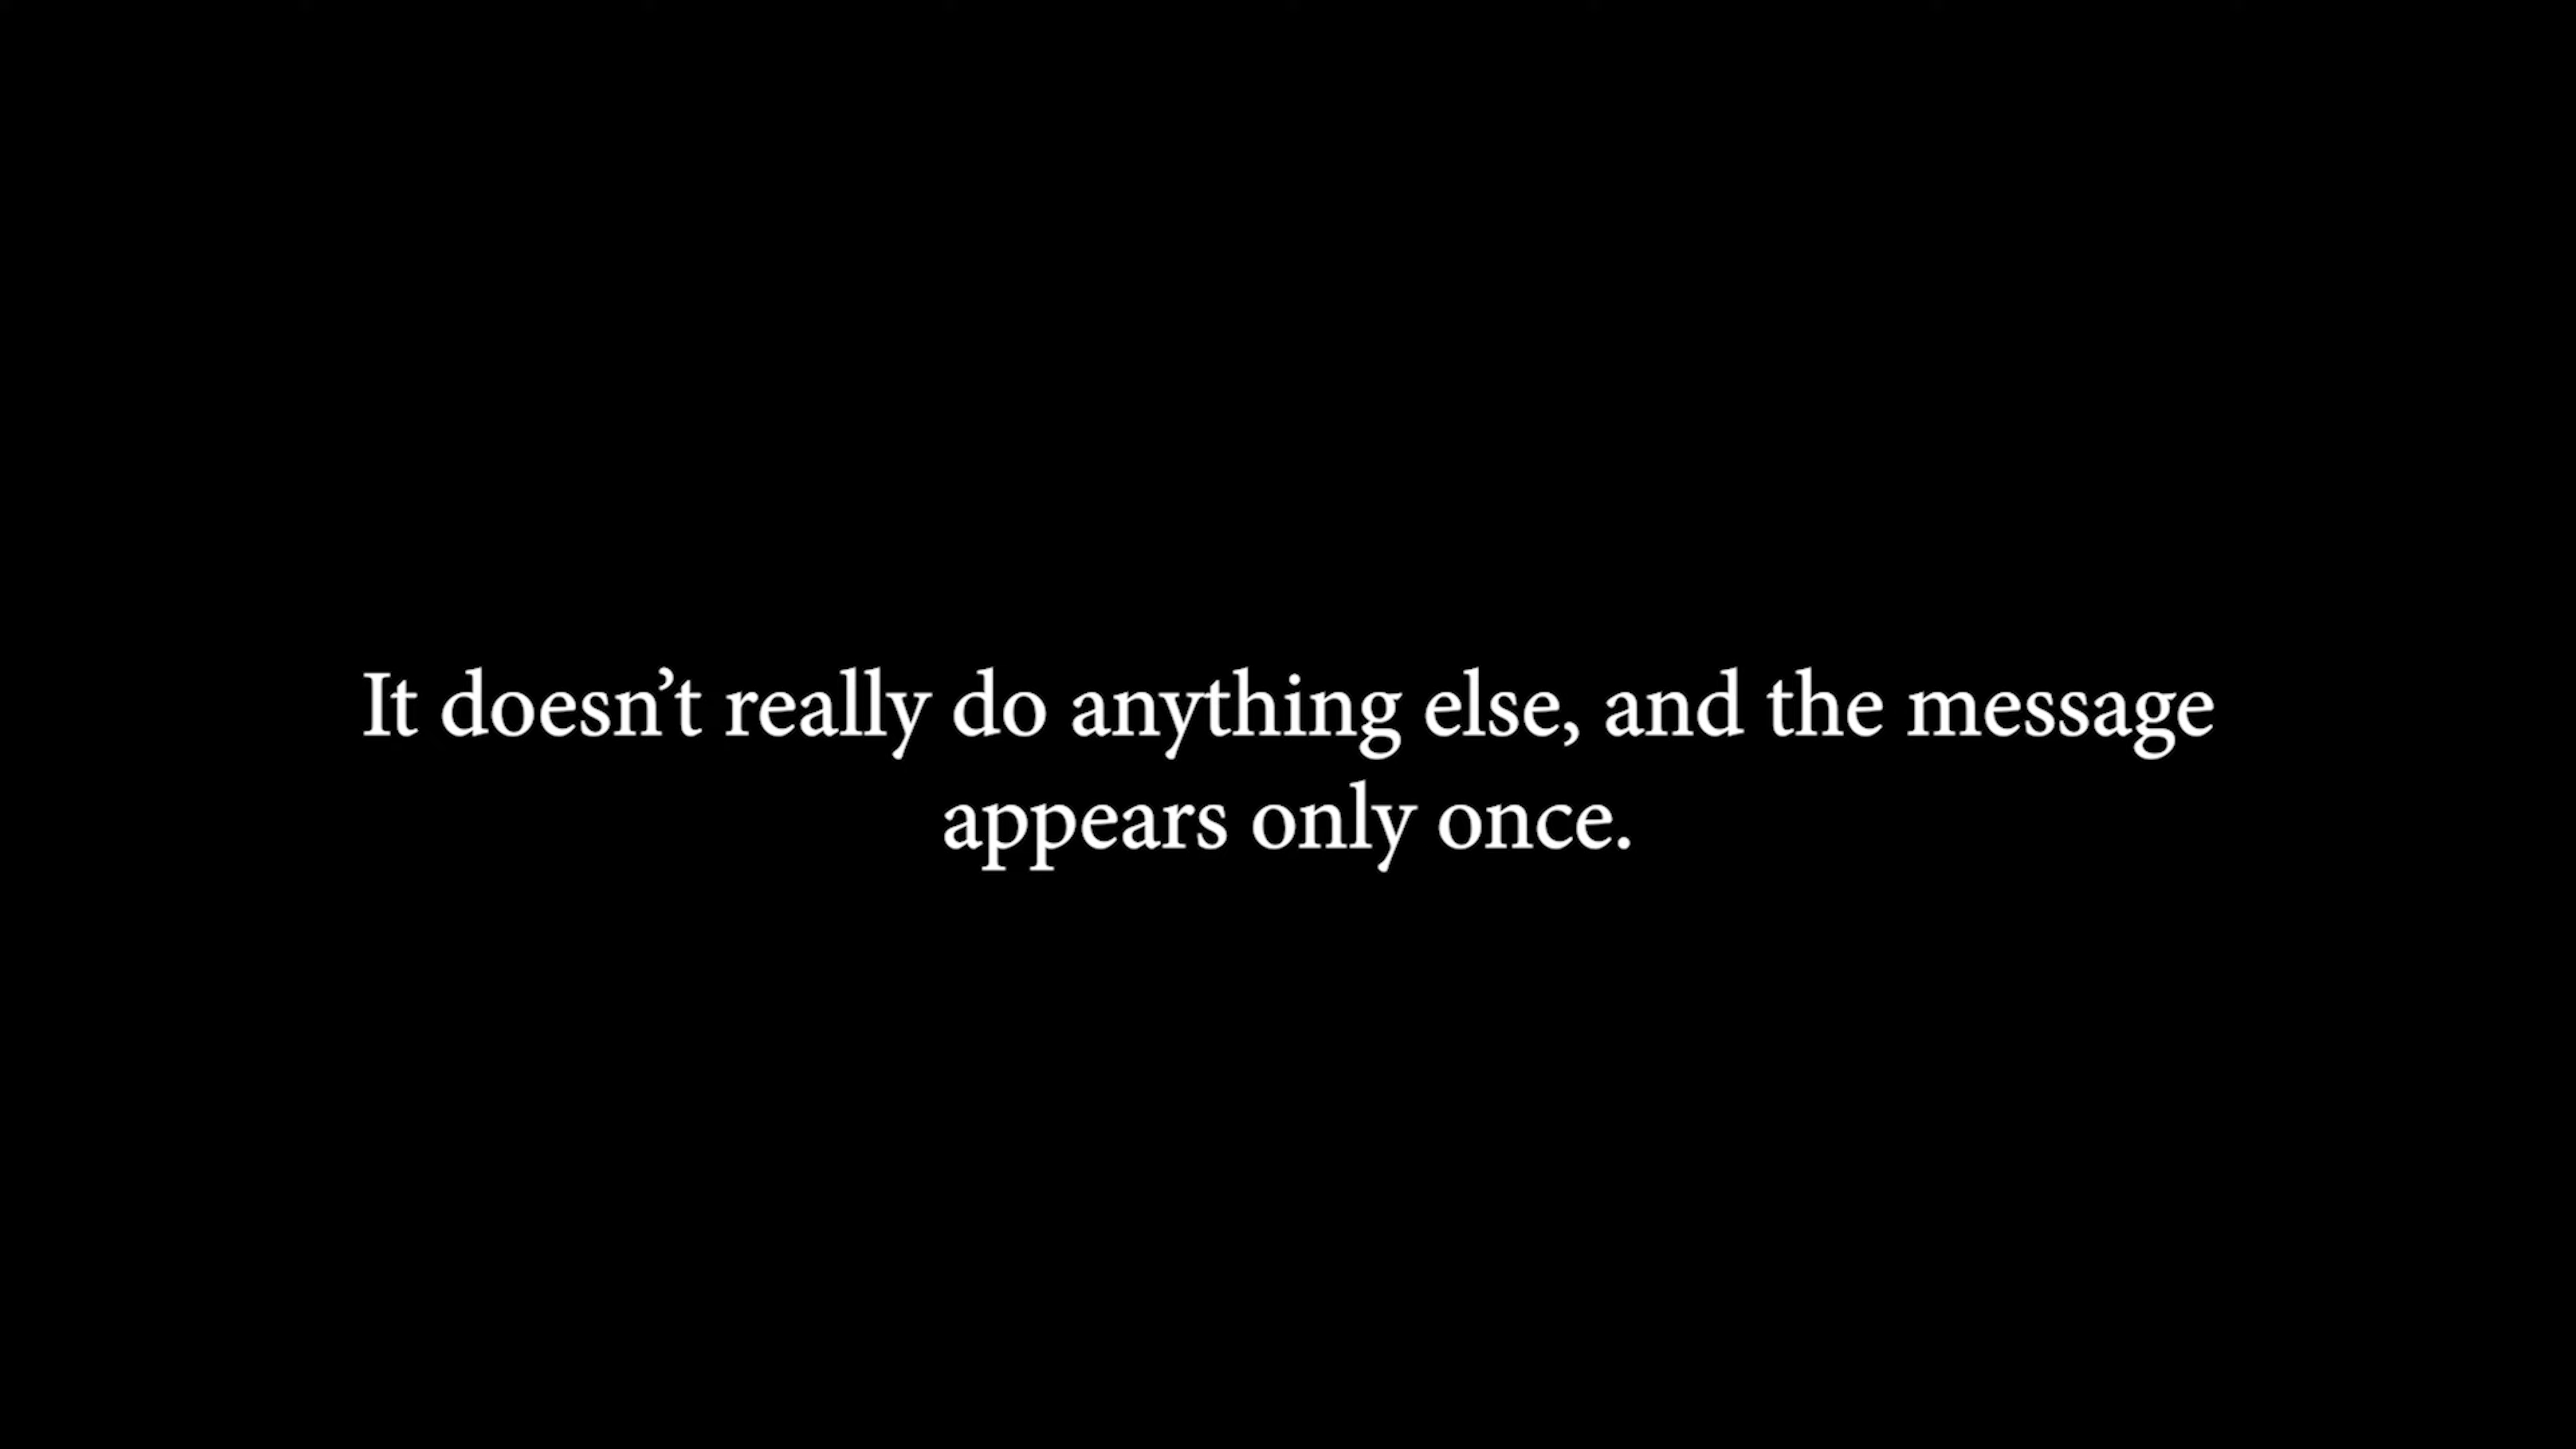 It doesn’t really do anything else, and the message
appears only once.